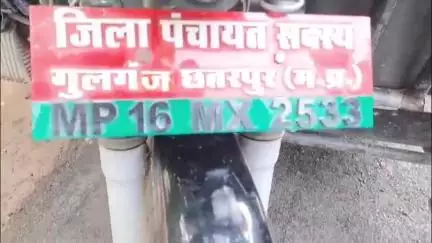 जिला पंचायत सदस्य
गुलगंज छतरपुर (म.प्र.)
MP 16 MX 2533